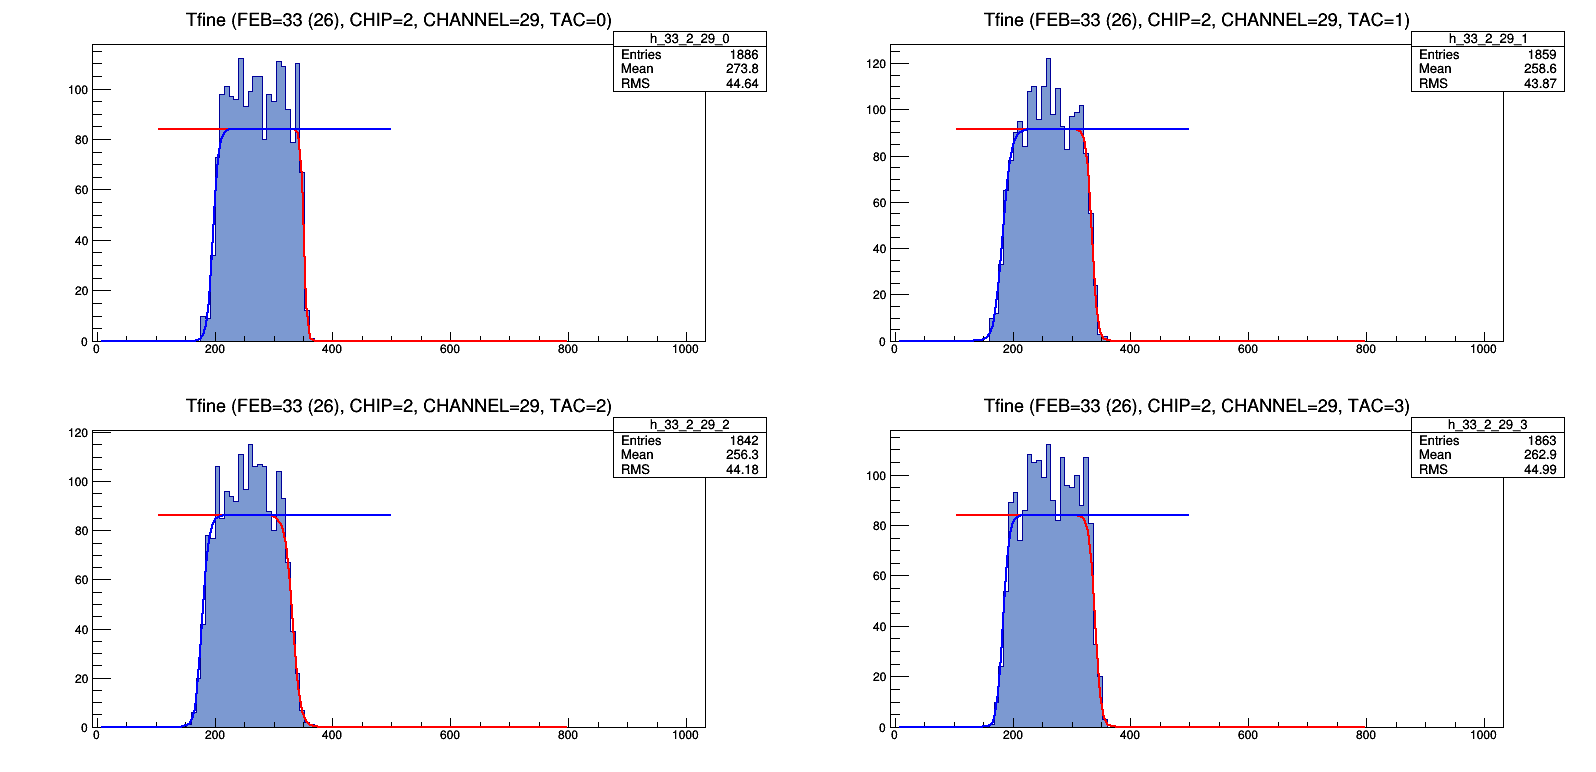 Tfine (FEB=33 (26), CHIP=2, CHANNEL=29, TAC=0)
h_33_2_29_0
Entries 1886
Mean 273.8
RMS 44.64
100
80
60
40
20
0
0 200 400 600 800 1000
Tfine (FEB=33 (26), CHIP=2, CHANNEL=29, TAC=1)
h_33_2_29_1
Entries 1859
Mean 258.6
RMS 43.87
120
100
80
60
40
20
0
0 200 400 600 800 1000
Tfine (FEB=33 (26), CHIP=2, CHANNEL=29, TAC=2)
h_33_2_29_2
Entries 1842
Mean 256.3
RMS 44.18
120
100
80
60
40
20
0
0 200 400 600 800 1000
Tfine (FEB=33 (26), CHIP=2, CHANNEL=29, TAC=3)
h_33_2_29_3
Entries 1863
Mean 262.9
RMS 44.99
100
80
60
40
20
0
0 200 400 600 800 1000